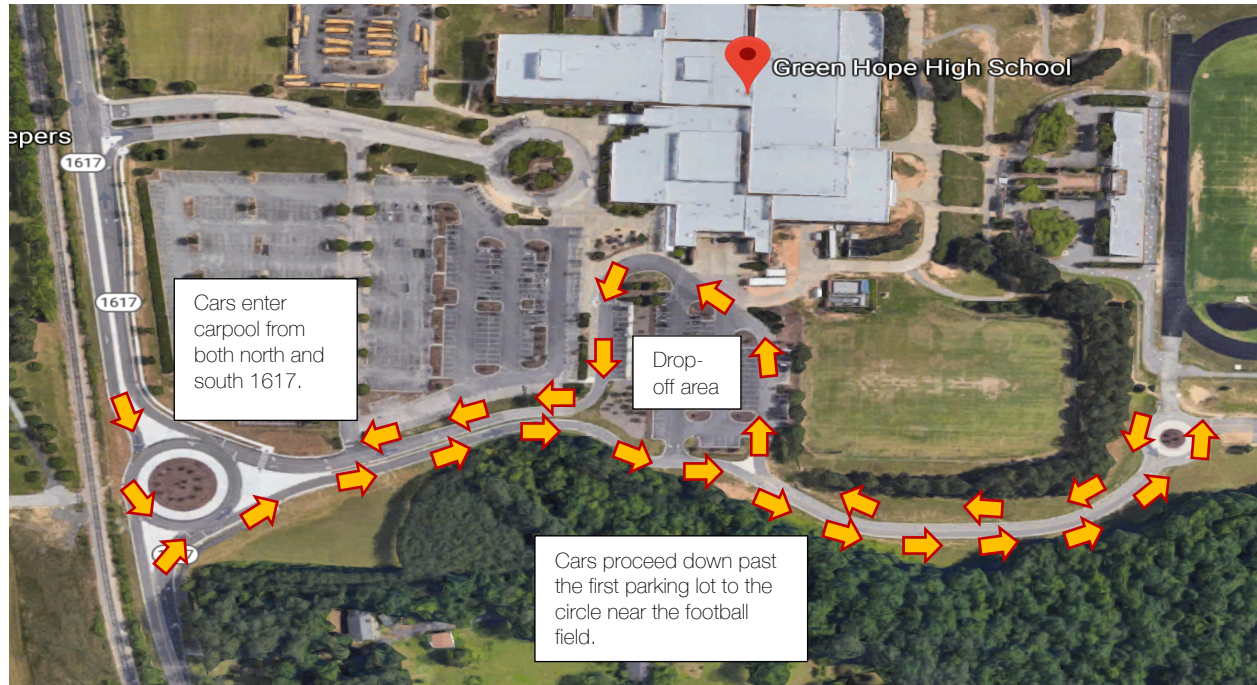 Green Hope High School
epers
1617
1617
Cars enter
carpool from
both north and
south 1617.
Drop-
off area
Cars proceed down past
the first parking lot to the
circle near the football
field.